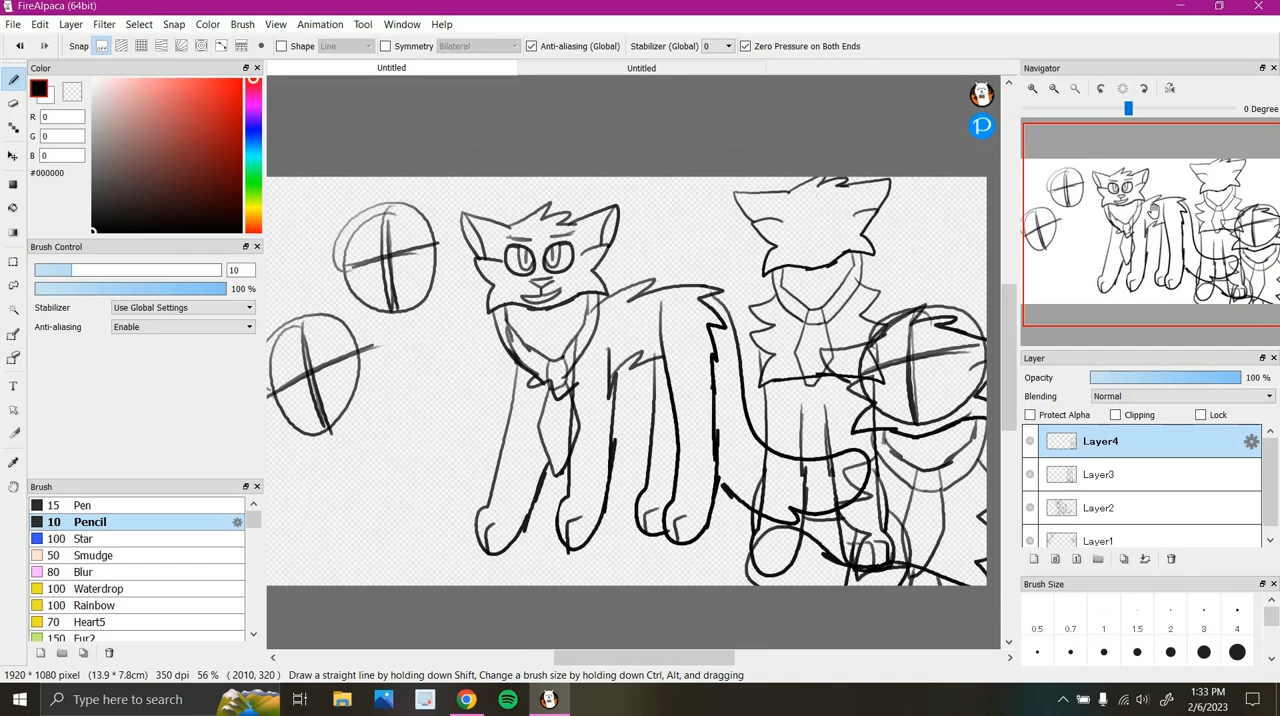 FireAlpaca (64bit)
File Edit Layer Filter Select Snap Color Brush View Animation Tool Window Help
Snap Shape Line Symmetry Bilateral Anti-aliasing (Global) Stabilizer (Global) 0 Zero Pressure on Both Ends
Color Untitled Untitled Navigator
R 0
G 0
B 0
#000000
0 Degree
Brush Control
10
100 %
Stabilizer Use Global Settings
Anti-aliasing Enable
Layer
Opacity 100 %
Blending Normal
Protect Alpha Clipping Lock
Layer4
Layer3
Layer2
Layer1
Brush
15 Pen
10 Pencil
100 Star
50 Smudge
80 Blur
100 Waterdrop
100 Rainbow
70 Heart5
150 Fur2
Brush Size
0.5 0.7 1 1.5 2 3 4
1920 * 1080 pixel (13.9 * 7.8cm) 350 dpi 56 % (2010, 320) Draw a straight line by holding down Shift, Change a brush size by holding down Ctrl, Alt, and dragging
Type here to search
1:33 PM
2/6/2023